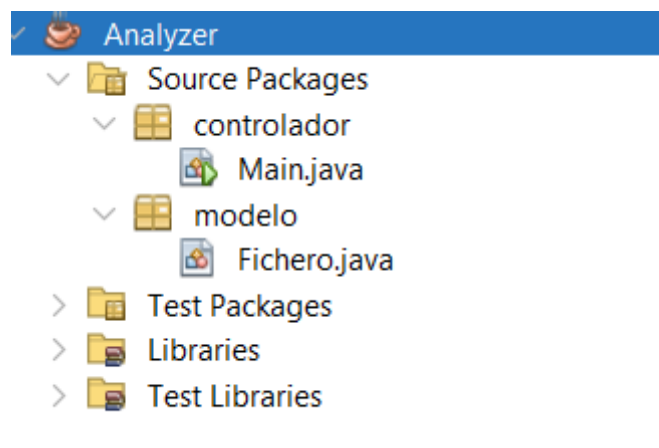 Analyzer
Source Packages
controlador
Main.java
modelo
Fichero.java
Test Packages
Libraries
Test Libraries